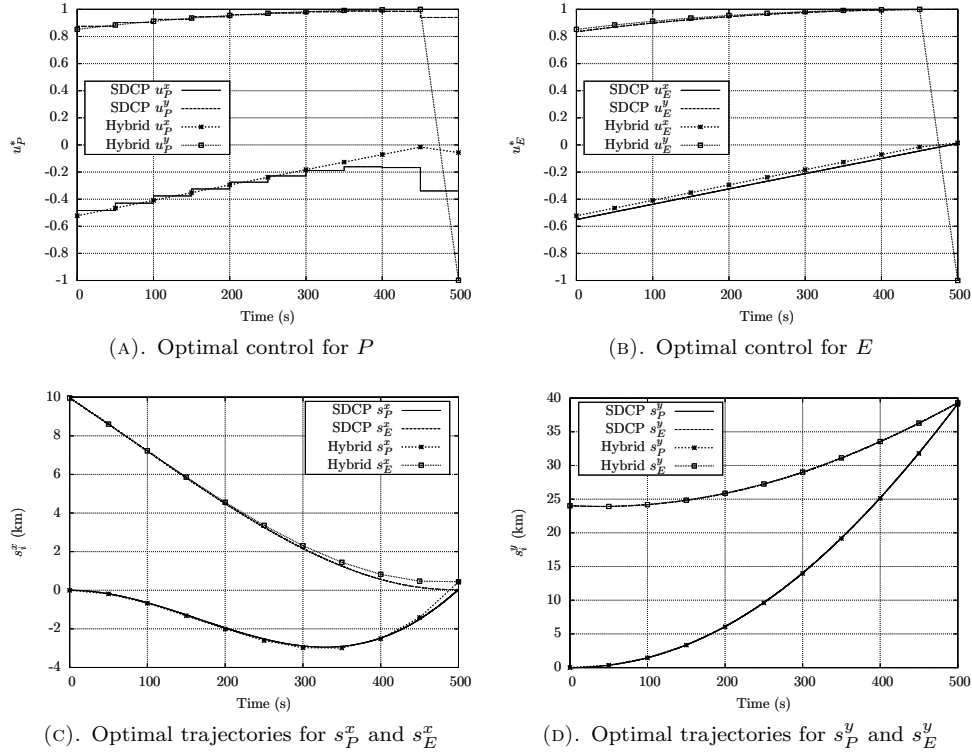 1
0.8
0.6
0.4
0.2
0
-0.2
-0.4
-0.6
-0.8
-1
u*_P
SDCP u^x_P
SDCP u^y_P
Hybrid u^x_P
Hybrid u^y_P
0 100 200 300 400 500
Time (s)
(A). Optimal control for P
1
0.8
0.6
0.4
0.2
0
-0.2
-0.4
-0.6
-0.8
-1
u*_E
SDCP u^x_E
SDCP u^y_E
Hybrid u^x_E
Hybrid u^y_E
0 100 200 300 400 500
Time (s)
(B). Optimal control for E
10
8
6
4
2
0
-2
-4
s^x_i (km)
SDCP s^x_P
SDCP s^x_E
Hybrid s^x_P
Hybrid s^x_E
0 100 200 300 400 500
Time (s)
(C). Optimal trajectories for s^x_P and s^x_E
40
35
30
25
20
15
10
5
0
s^y_i (km)
SDCP s^y_P
SDCP s^y_E
Hybrid s^y_P
Hybrid s^y_E
0 100 200 300 400 500
Time (s)
(D). Optimal trajectories for s^y_P and s^y_E